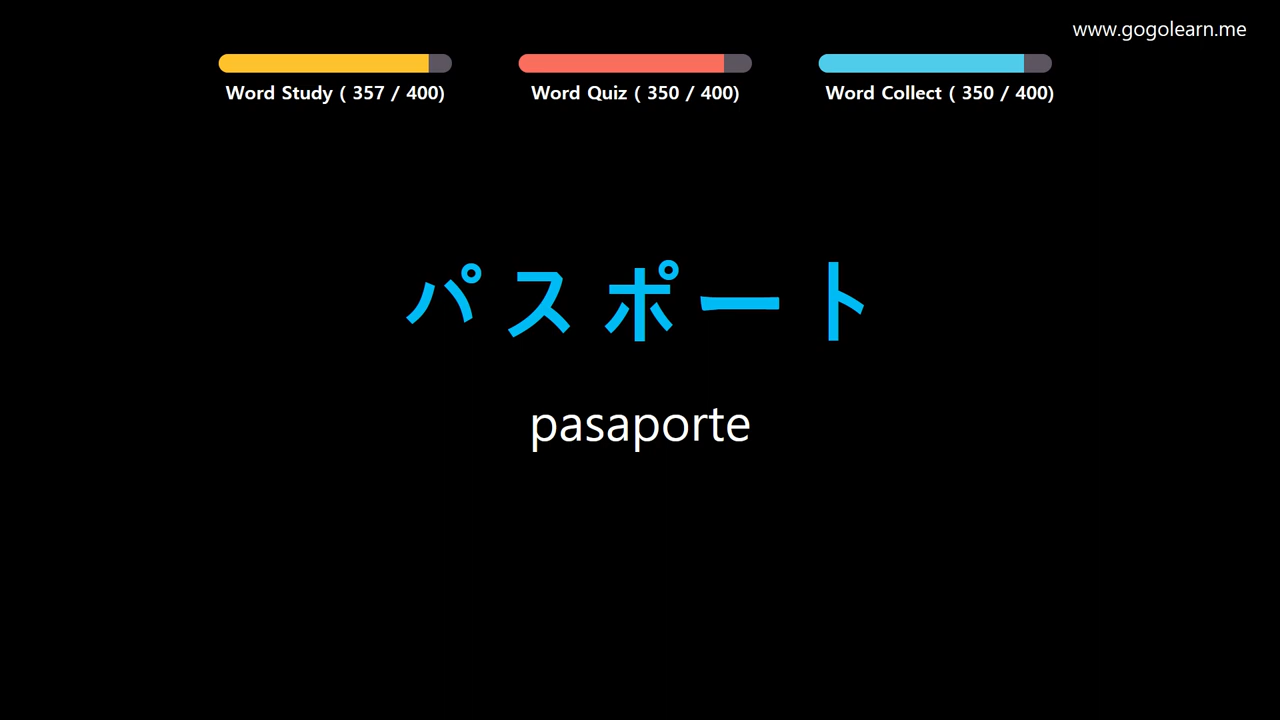 www.gogolearn.me
Word Study ( 357 / 400)
Word Quiz ( 350 / 400)
Word Collect ( 350 / 400)
パスポート
pasaporte